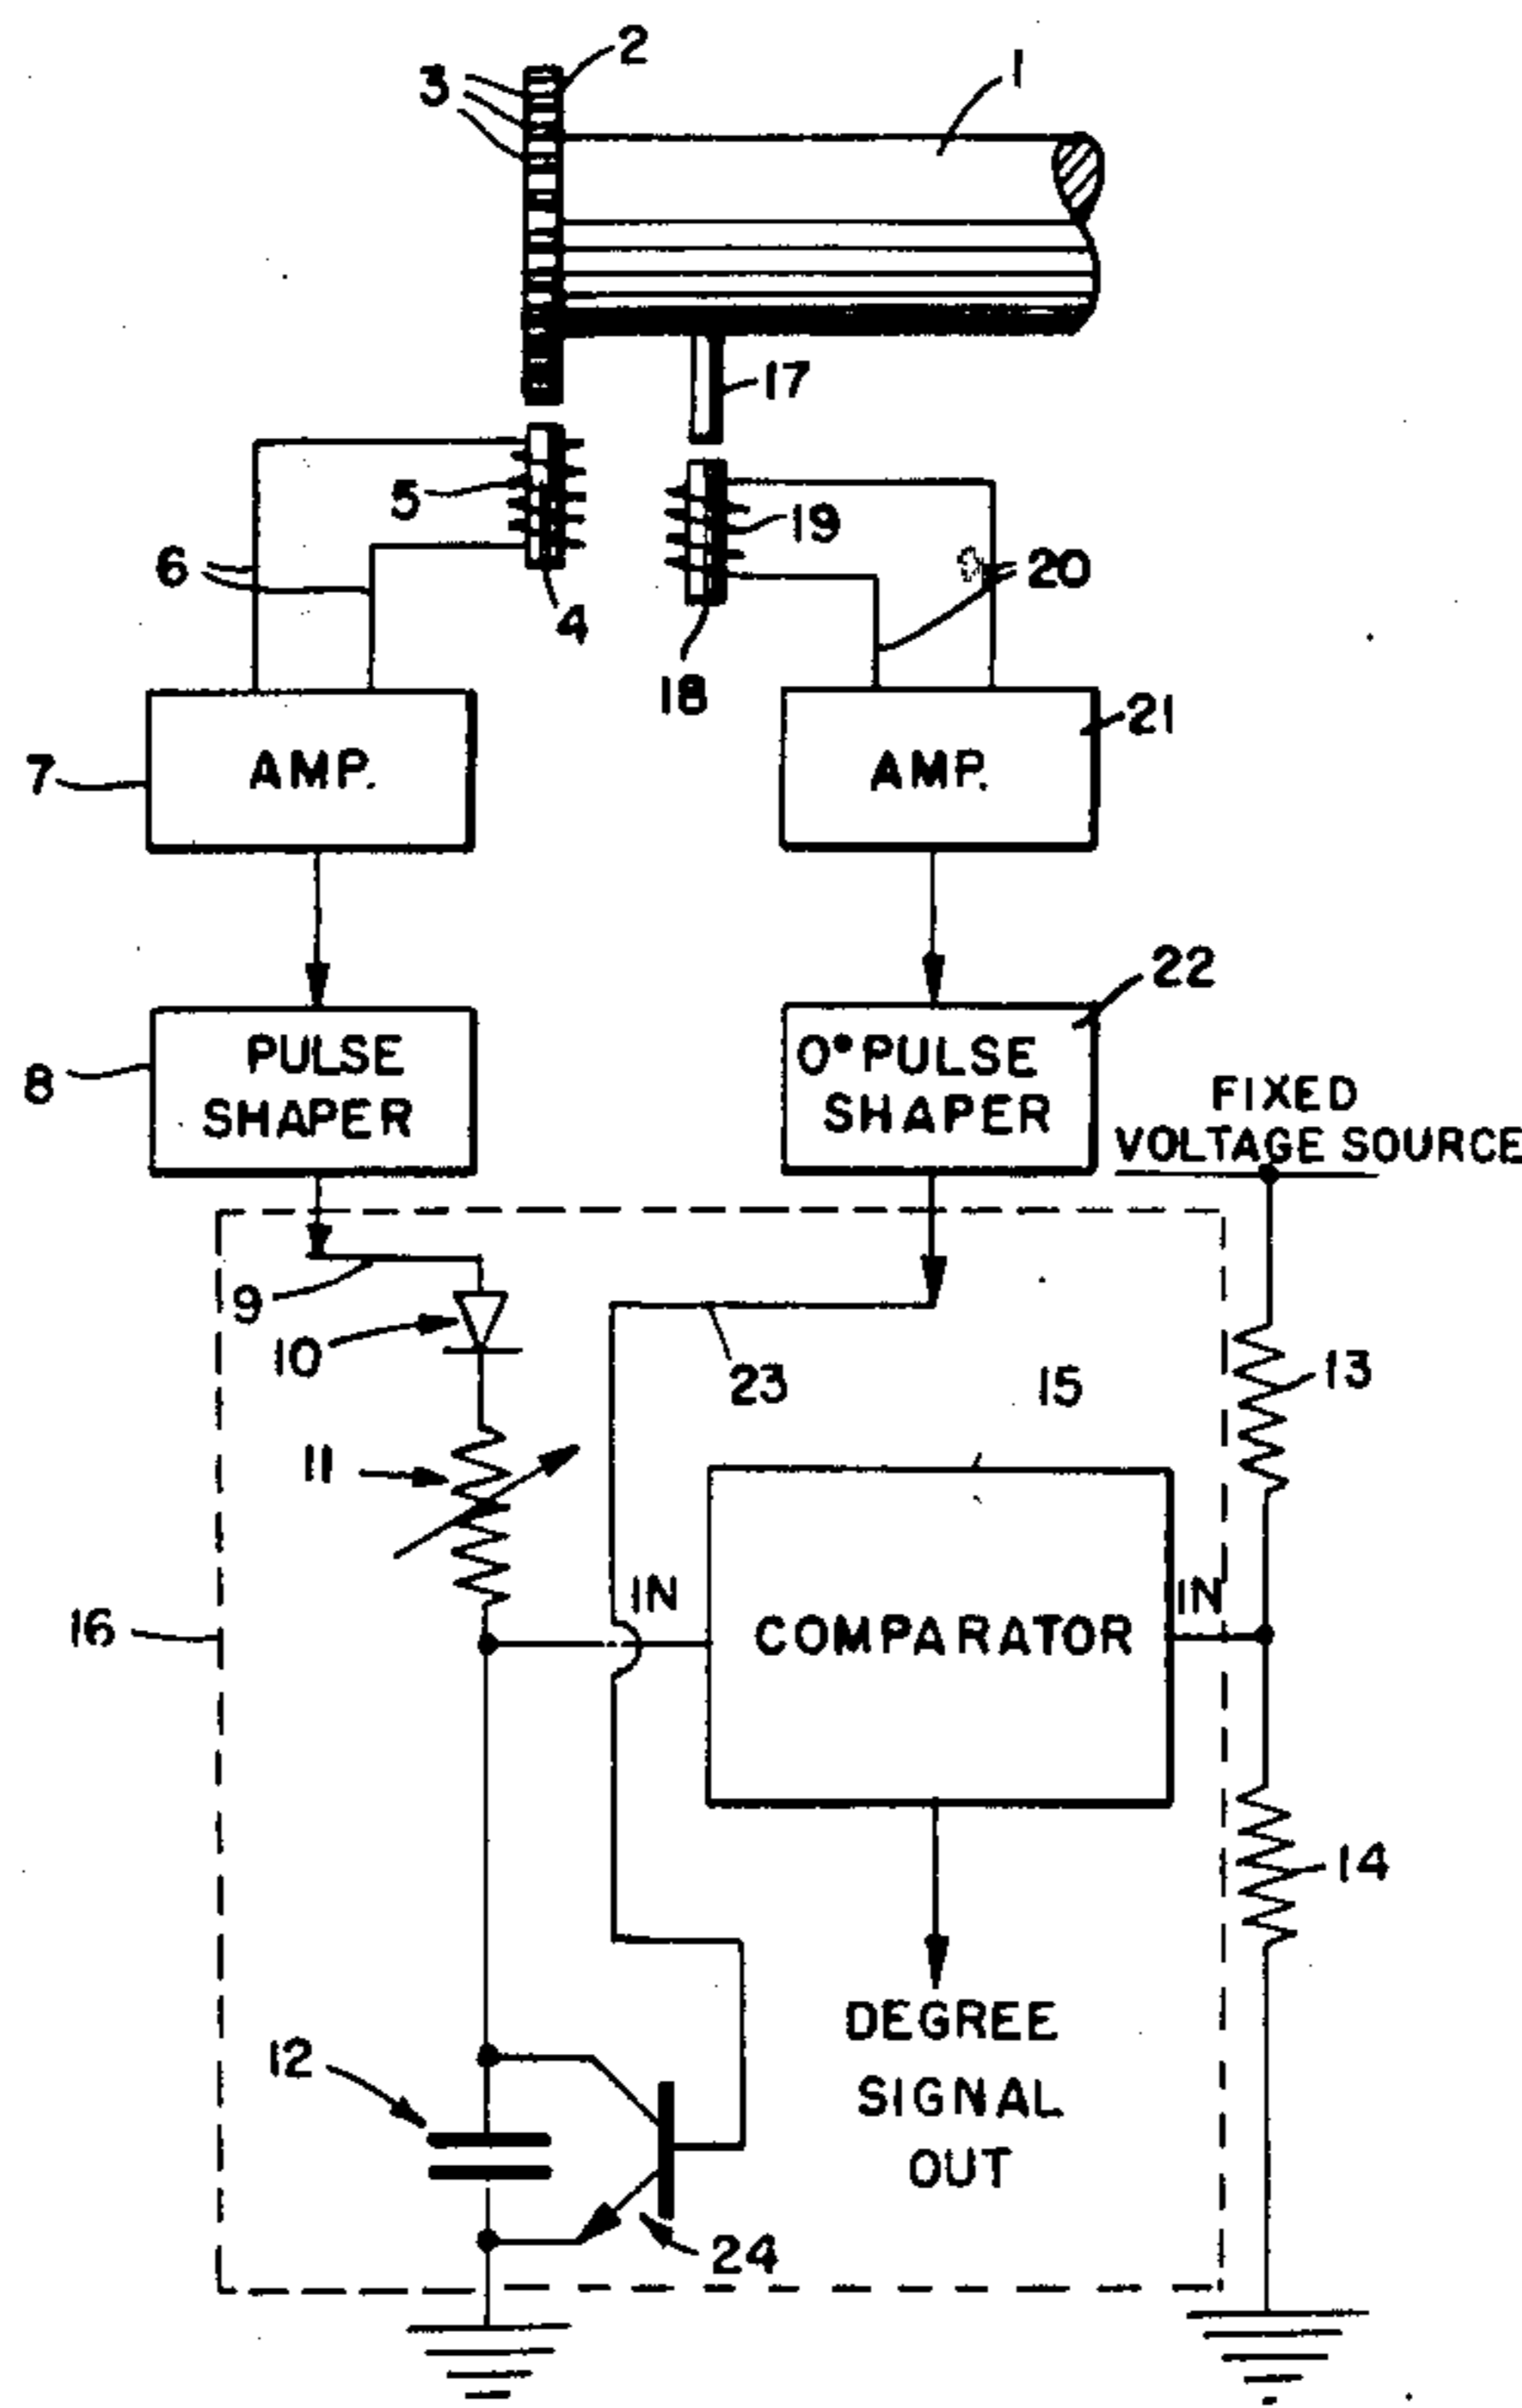 2
3
1
17
5
19
6
20
4
18
21
7
AMP.
AMP.
22
8
PULSE
SHAPER
0° PULSE
SHAPER
FIXED
VOLTAGE SOURCE
9
10
23
15
13
11
IN
IN
16
COMPARATOR
14
12
DEGREE
SIGNAL
OUT
24